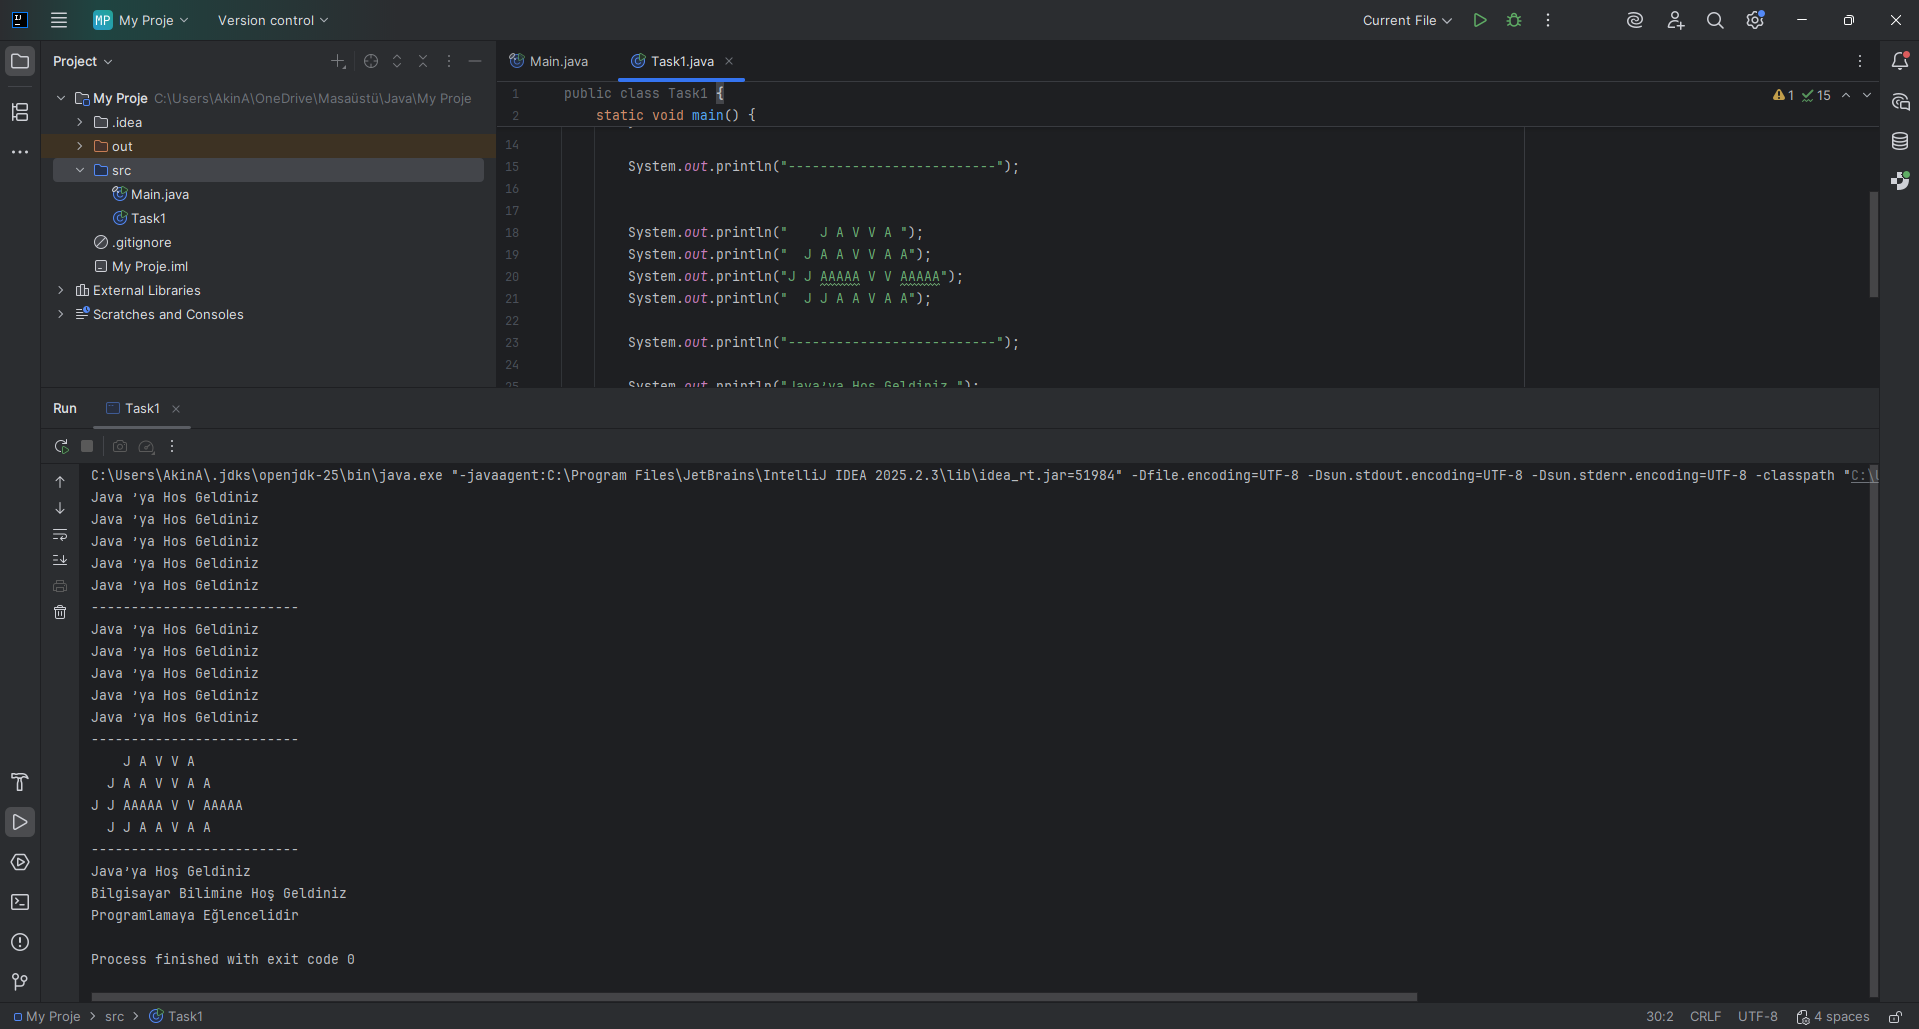 MP My Proje Version control Current File
Project
My Proje C:\Users\AkinA\OneDrive\Masaüstü\Java\My Proje
.idea
out
src
Main.java
Task1
.gitignore
My Proje.iml
External Libraries
Scratches and Consoles
Main.java Task1.java
1 public class Task1 {
2 static void main() {
1 15
14
15 System.out.println("--------------------------");
16
17
18 System.out.println("    J A V V A ");
19 System.out.println("  J A A V V A A");
20 System.out.println("J J AAAAA V V AAAAA");
21 System.out.println("  J J A A V A A");
22
23 System.out.println("--------------------------");
24
25 System.out.println("Java’ya Hoş Geldiniz ");
Run Task1
C:\Users\AkinA\.jdks\openjdk-25\bin\java.exe "-javaagent:C:\Program Files\JetBrains\IntelliJ IDEA 2025.2.3\lib\idea_rt.jar=51984" -Dfile.encoding=UTF-8 -Dsun.stdout.encoding=UTF-8 -Dsun.stderr.encoding=UTF-8 -classpath "C:\
Java ’ya Hos Geldiniz
Java ’ya Hos Geldiniz
Java ’ya Hos Geldiniz
Java ’ya Hos Geldiniz
Java ’ya Hos Geldiniz
--------------------------
Java ’ya Hos Geldiniz
Java ’ya Hos Geldiniz
Java ’ya Hos Geldiniz
Java ’ya Hos Geldiniz
Java ’ya Hos Geldiniz
--------------------------
    J A V V A
  J A A V V A A
J J AAAAA V V AAAAA
  J J A A V A A
--------------------------
Java’ya Hoş Geldiniz
Bilgisayar Bilimine Hoş Geldiniz
Programlamaya Eğlencelidir
Process finished with exit code 0
My Proje > src > Task1 30:2 CRLF UTF-8 4 spaces